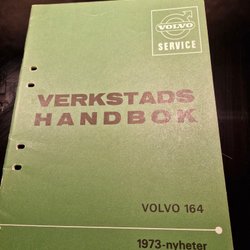 VOLVO
SERVICE
VERKSTADS
HANDBOK
VOLVO 164
1973-nyheter